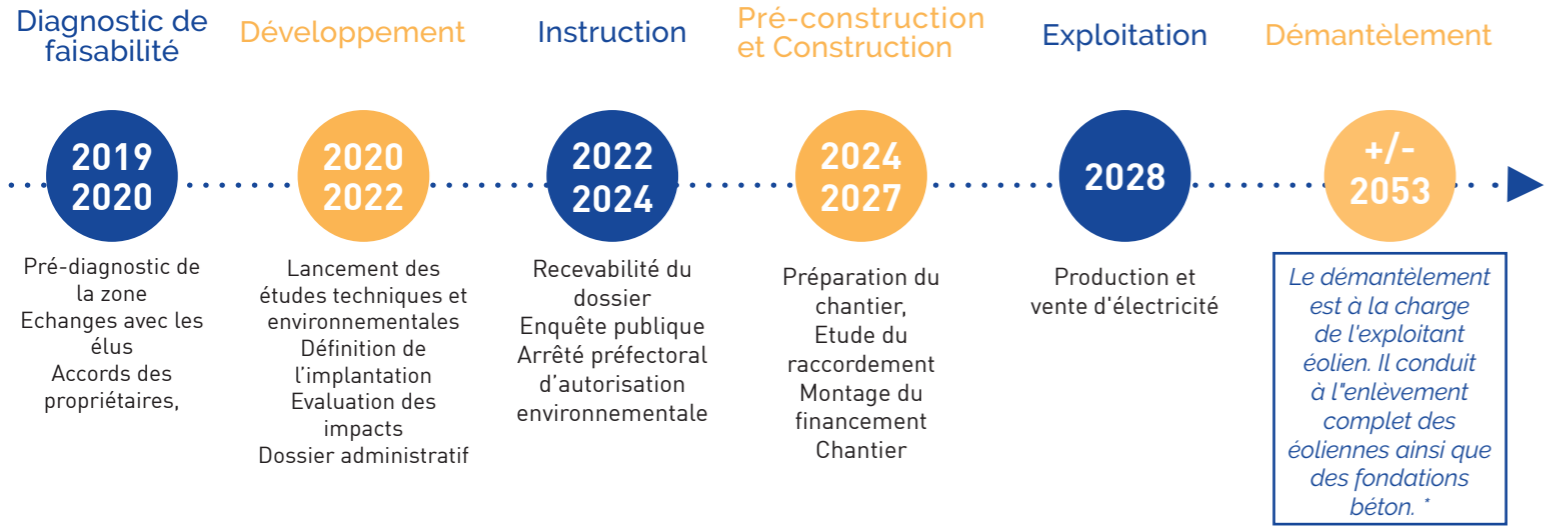 Diagnostic de
faisabilité
2019
2020
Pré-diagnostic de
la zone
Echanges avec les
élus
Accords des
propriétaires,
Développement
2020
2022
Lancement des
études techniques et
environnementales
Définition de
l'implantation
Evaluation des
impacts
Dossier administratif
Instruction
2022
2024
Recevabilité du
dossier
Enquête publique
Arrêté préfectoral
d'autorisation
environnementale
Pré-construction
et Construction
2024
2027
Préparation du
chantier,
Etude du
raccordement
Montage du
financement
Chantier
Exploitation
2028
Production et
vente d'électricité
Démantèlement
+/-
2053
Le démantèlement
est à la charge
de l'exploitant
éolien. Il conduit
à l"enlèvement
complet des
éoliennes ainsi que
des fondations
béton. *